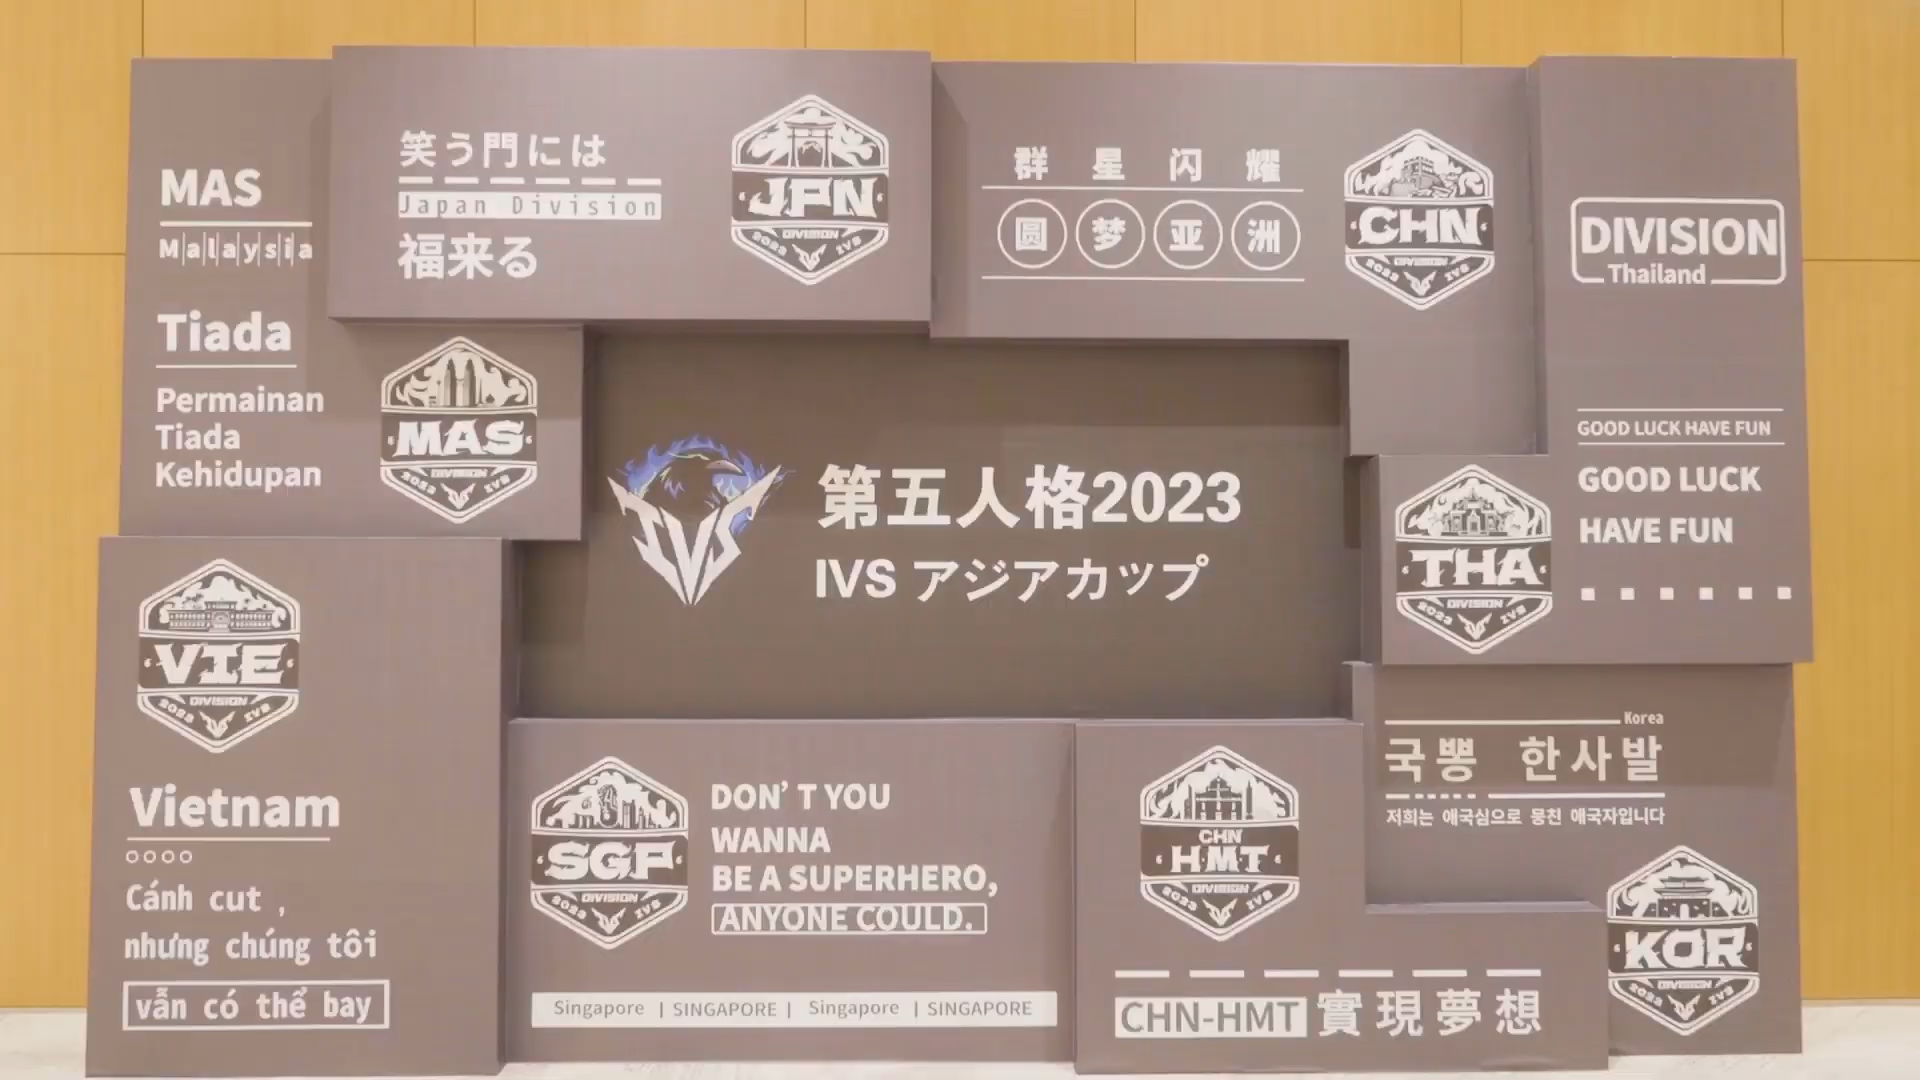 MAS
Malaysia
Tiada
Permainan
Tiada
Kehidupan
MAS
DIVISION
2023 IVS
笑う門には
Japan Division
福来る
JPN
DIVISION
2023 IVS
群星闪耀
圆梦亚洲
CHN
DIVISION
2023 IVS
DIVISION
Thailand
GOOD LUCK HAVE FUN
GOOD LUCK
HAVE FUN
THA
DIVISION
2023 IVS
IVS
第五人格2023
IVS アジアカップ
VIE
DIVISION
2023 IVS
Vietnam
Cánh cut ,
nhưng chúng tôi
vẫn có thể bay
SGP
DIVISION
2023 IVS
DON'T YOU
WANNA
BE A SUPERHERO,
ANYONE COULD.
Singapore | SINGAPORE | Singapore | SINGAPORE
CHN
HMT
DIVISION
2023 IVS
CHN-HMT 實現夢想
Korea
국뽕 한사발
저희는 애국심으로 뭉친 애국자입니다
KOR
DIVISION
2023 IVS